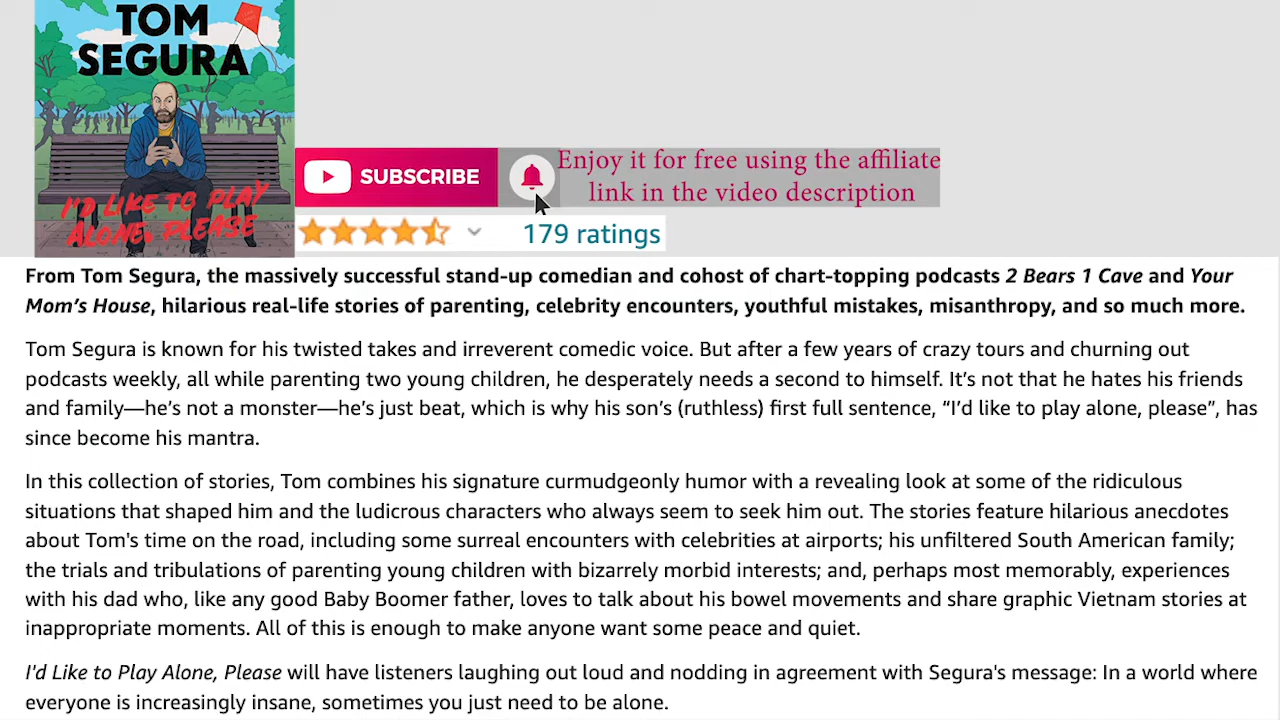 TOM
SEGURA
I'D LIKE TO PLAY
ALONE, PLEASE
SUBSCRIBE
Enjoy it for free using the affiliate
link in the video description
179 ratings
From Tom Segura, the massively successful stand-up comedian and cohost of chart-topping podcasts 2 Bears 1 Cave and Your
Mom’s House, hilarious real-life stories of parenting, celebrity encounters, youthful mistakes, misanthropy, and so much more.
Tom Segura is known for his twisted takes and irreverent comedic voice. But after a few years of crazy tours and churning out
podcasts weekly, all while parenting two young children, he desperately needs a second to himself. It’s not that he hates his friends
and family—he’s not a monster—he’s just beat, which is why his son’s (ruthless) first full sentence, “I’d like to play alone, please”, has
since become his mantra.
In this collection of stories, Tom combines his signature curmudgeonly humor with a revealing look at some of the ridiculous
situations that shaped him and the ludicrous characters who always seem to seek him out. The stories feature hilarious anecdotes
about Tom's time on the road, including some surreal encounters with celebrities at airports; his unfiltered South American family;
the trials and tribulations of parenting young children with bizarrely morbid interests; and, perhaps most memorably, experiences
with his dad who, like any good Baby Boomer father, loves to talk about his bowel movements and share graphic Vietnam stories at
inappropriate moments. All of this is enough to make anyone want some peace and quiet.
I'd Like to Play Alone, Please will have listeners laughing out loud and nodding in agreement with Segura's message: In a world where
everyone is increasingly insane, sometimes you just need to be alone.